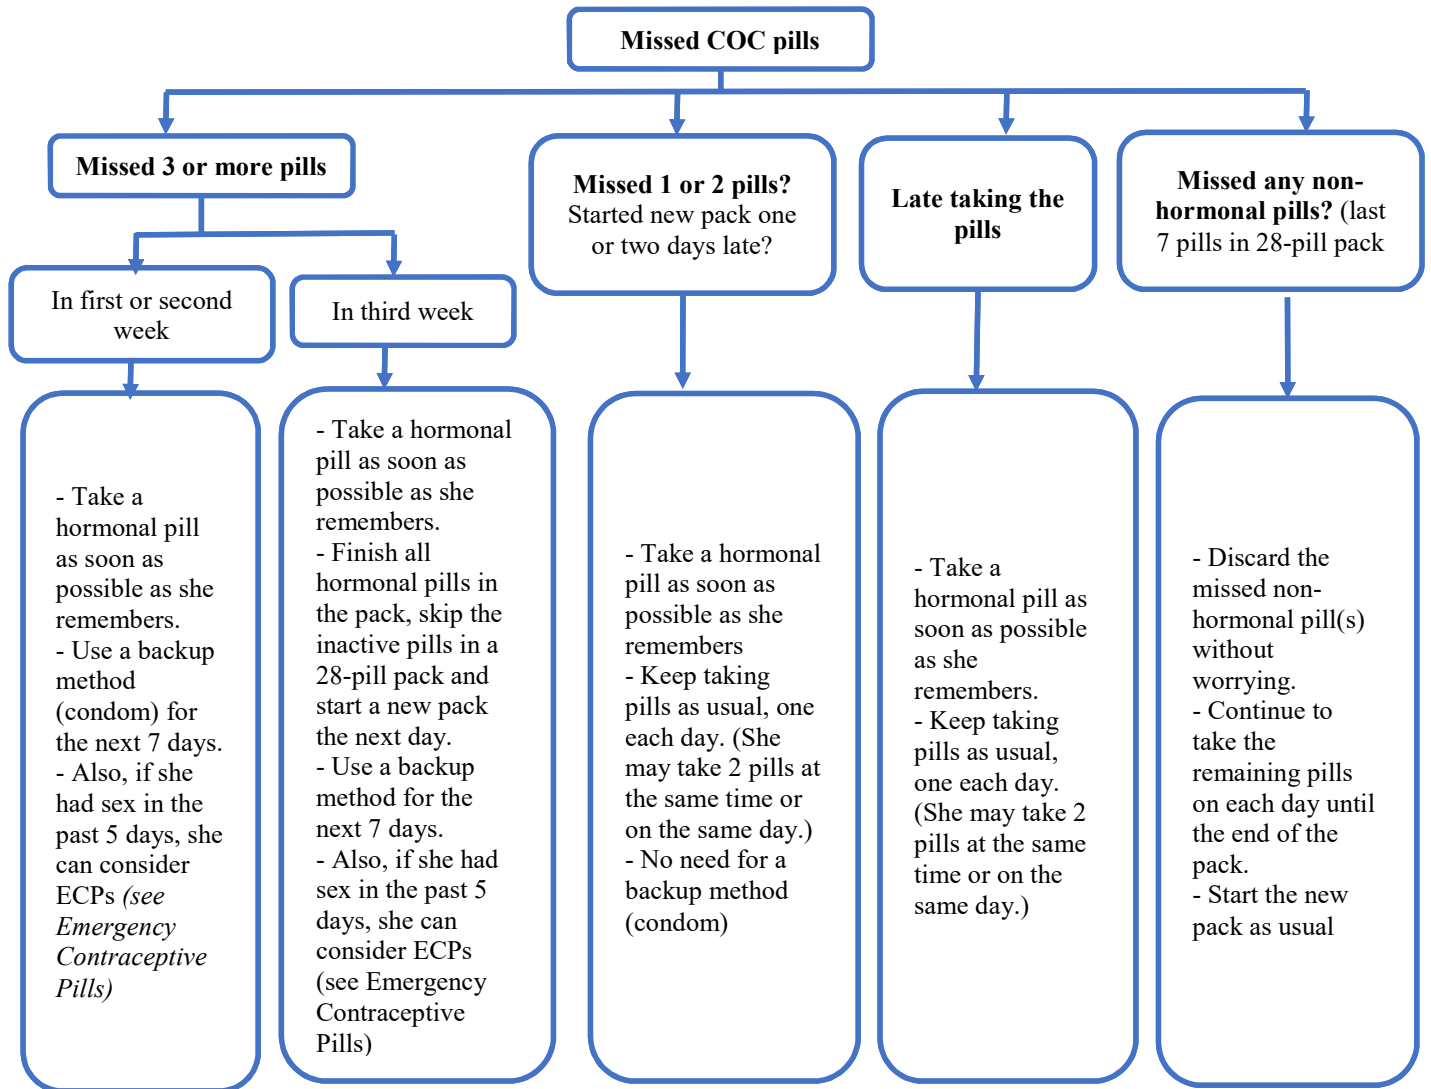 Missed COC pills
Missed 3 or more pills
Missed 1 or 2 pills?
Started new pack one
or two days late?
Late taking the
pills
Missed any non-
hormonal pills? (last
7 pills in 28-pill pack
In first or second
week
In third week
- Take a
hormonal pill
as soon as
possible as she
remembers.
- Use a backup
method
(condom) for
the next 7 days.
- Also, if she
had sex in the
past 5 days, she
can consider
ECPs (see
Emergency
Contraceptive
Pills)
- Take a hormonal
pill as soon as
possible as she
remembers.
- Finish all
hormonal pills in
the pack, skip the
inactive pills in a
28-pill pack and
start a new pack
the next day.
- Use a backup
method for the
next 7 days.
- Also, if she had
sex in the past 5
days, she can
consider ECPs
(see Emergency
Contraceptive
Pills)
- Take a hormonal
pill as soon as
possible as she
remembers
- Keep taking
pills as usual, one
each day. (She
may take 2 pills at
the same time or
on the same day.)
- No need for a
backup method
(condom)
- Take a
hormonal pill as
soon as possible
as she
remembers.
- Keep taking
pills as usual,
one each day.
(She may take 2
pills at the same
time or on the
same day.)
- Discard the
missed non-
hormonal pill(s)
without
worrying.
- Continue to
take the
remaining pills
on each day until
the end of the
pack.
- Start the new
pack as usual